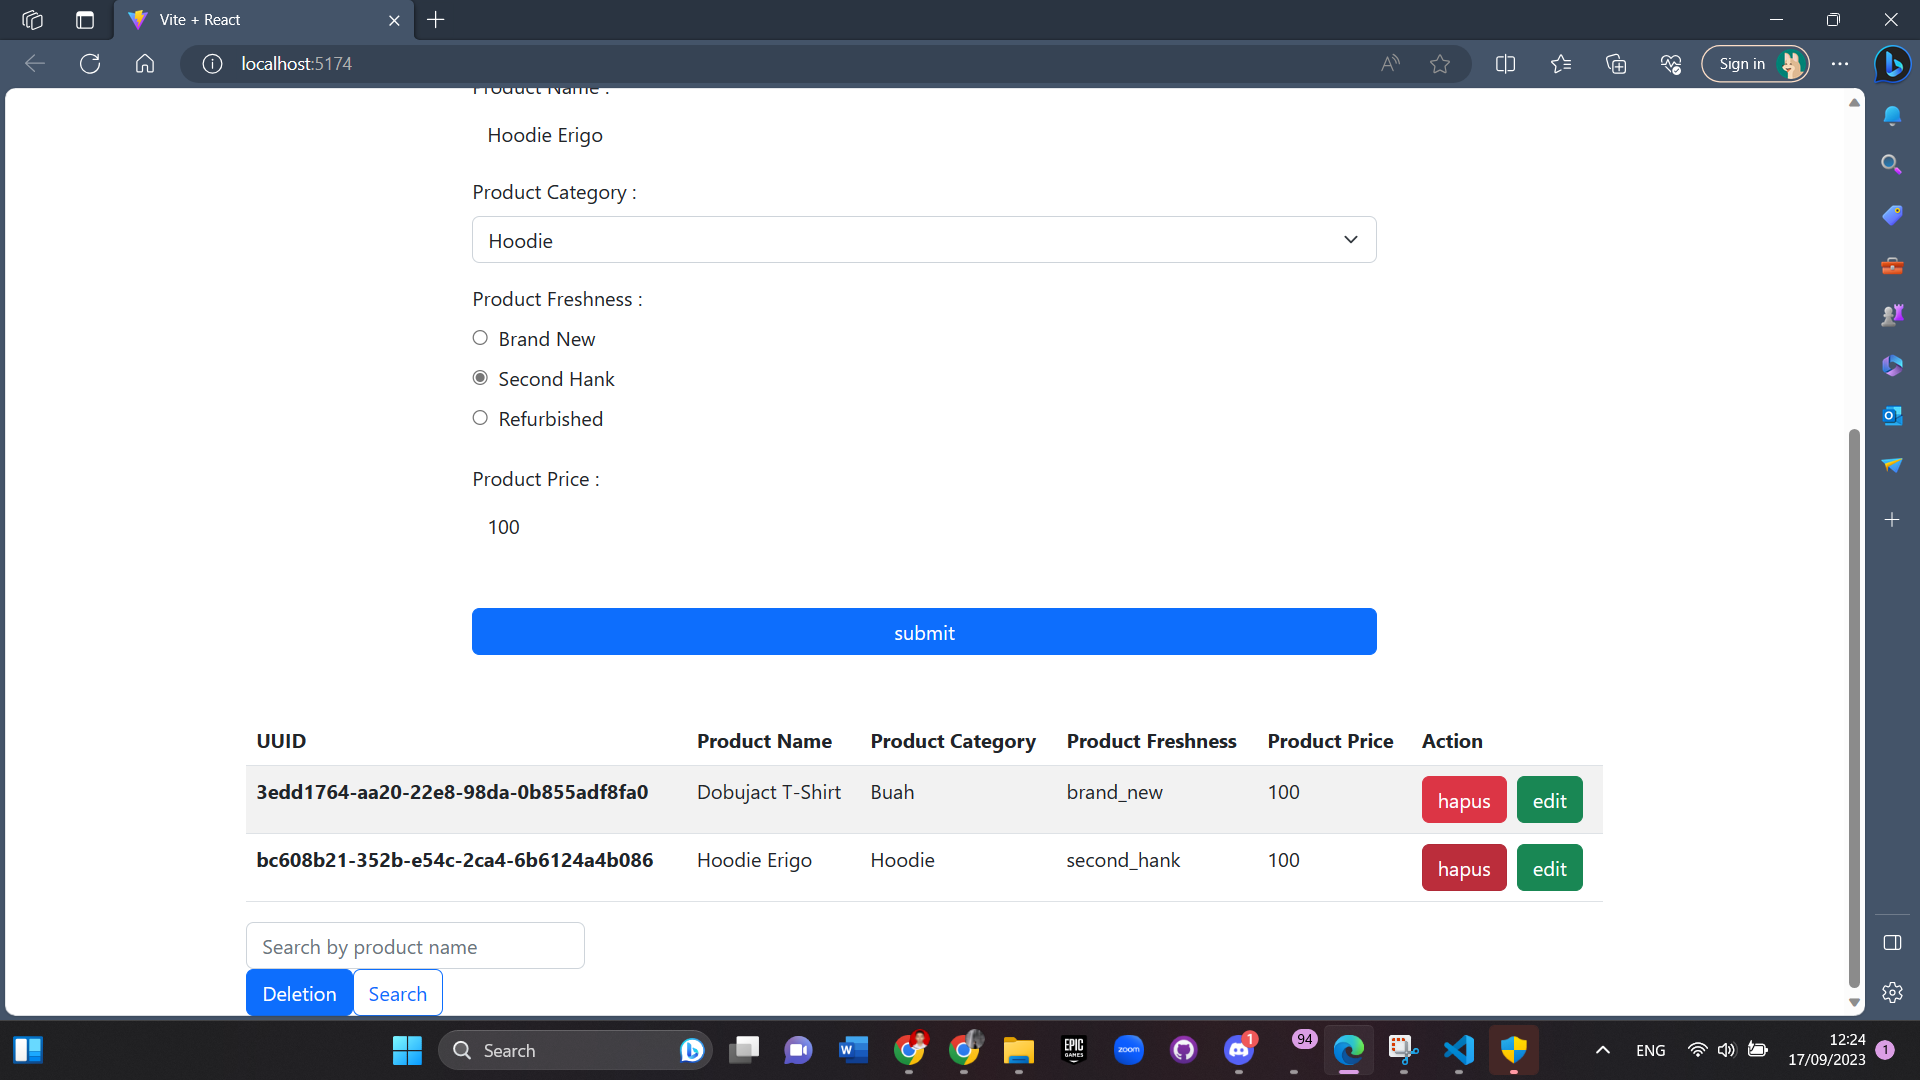 Vite + React
localhost:5174
Sign in
Product Name :
Hoodie Erigo
Product Category :
Hoodie
Product Freshness :
Brand New
Second Hank
Refurbished
Product Price :
100
submit
UUID Product Name Product Category Product Freshness Product Price Action
3edd1764-aa20-22e8-98da-0b855adf8fa0 Dobujact T-Shirt Buah brand_new 100 hapus edit
bc608b21-352b-e54c-2ca4-6b6124a4b086 Hoodie Erigo Hoodie second_hank 100 hapus edit
Search by product name
Deletion Search
Search
EPIC GAMES
zoom
1
94
ENG
12:24
17/09/2023
1